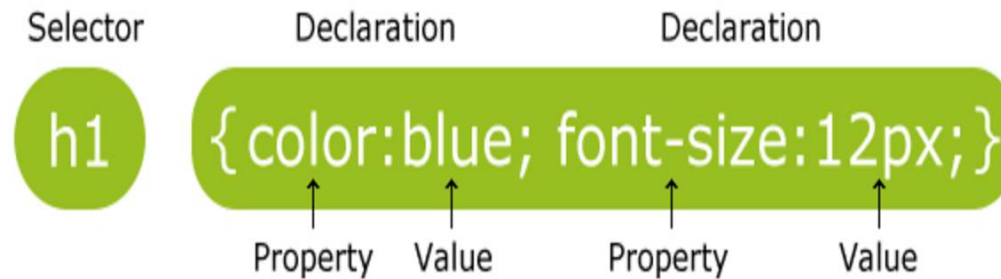 Selector Declaration Declaration
h1 {color:blue; font-size:12px;}
Property Value Property Value